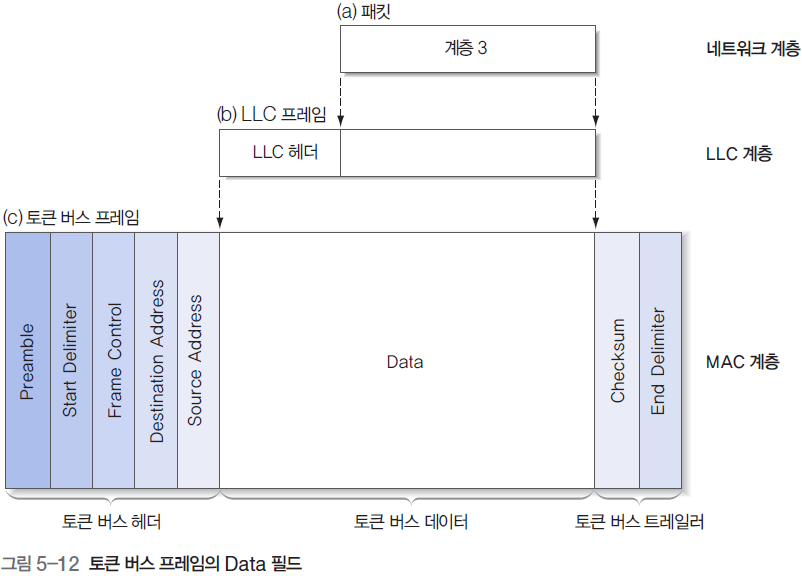 (a) 패킷
계층 3
네트워크 계층
(b) LLC 프레임
LLC 헤더
LLC 계층
(c) 토큰 버스 프레임
Preamble
Start Delimiter
Frame Control
Destination Address
Source Address
Data
Checksum
End Delimiter
MAC 계층
토큰 버스 헤더
토큰 버스 데이터
토큰 버스 트레일러
그림 5-12 토큰 버스 프레임의 Data 필드